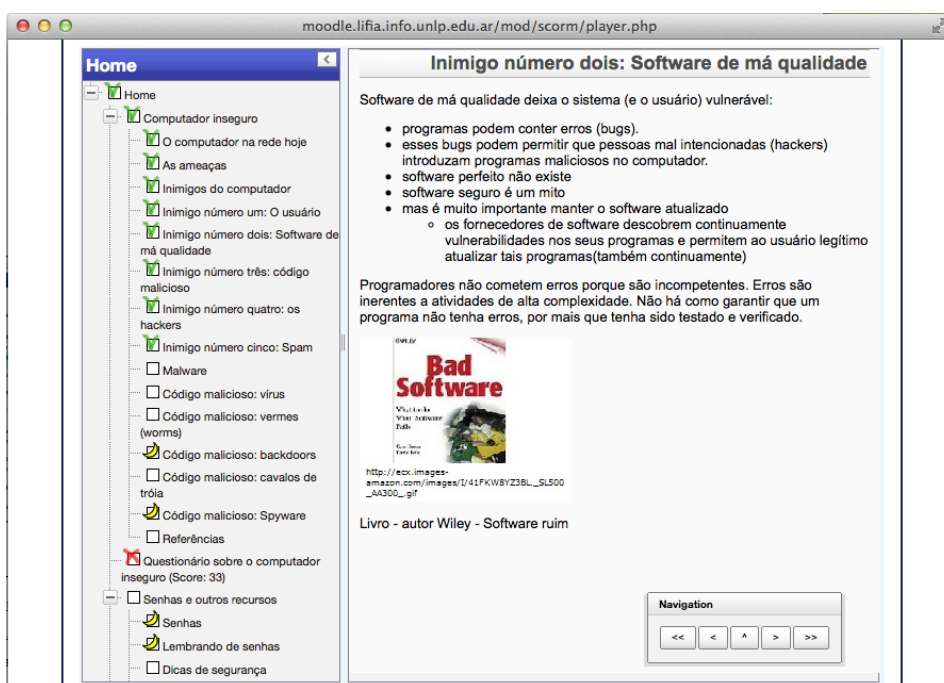 moodle.lifia.info.unlp.edu.ar/mod/scorm/player.php
Home
<
Home
Computador inseguro
O computador na rede hoje
As ameaças
Inimigos do computador
Inimigo número um: O usuário
Inimigo número dois: Software de
má qualidade
Inimigo número três: código
malicioso
Inimigo número quatro: os
hackers
Inimigo número cinco: Spam
Malware
Código malicioso: vírus
Código malicioso: vermes
(worms)
Código malicioso: backdoors
Código malicioso: cavalos de
tróia
Código malicioso: Spyware
Referências
Questionário sobre o computador
inseguro (Score: 33)
Senhas e outros recursos
Senhas
Lembrando de senhas
Dicas de segurança
Inimigo número dois: Software de má qualidade
Software de má qualidade deixa o sistema (e o usuário) vulnerável:
programas podem conter erros (bugs).
esses bugs podem permitir que pessoas mal intencionadas (hackers)
introduzam programas maliciosos no computador.
software perfeito não existe
software seguro é um mito
mas é muito importante manter o software atualizado
os fornecedores de software descobrem continuamente
vulnerabilidades nos seus programas e permitem ao usuário legítimo
atualizar tais programas(também continuamente)
Programadores não cometem erros porque são incompetentes. Erros são
inerentes a atividades de alta complexidade. Não há como garantir que um
programa não tenha erros, por mais que tenha sido testado e verificado.
WILEY
Bad
Software
What to do
When Software
Fails
http://ecx.images-
amazon.com/images/I/41FKW8YZ3BL._SL500
_AA300_.gif
Livro - autor Wiley - Software ruim
Navigation
<< < ^ > >>